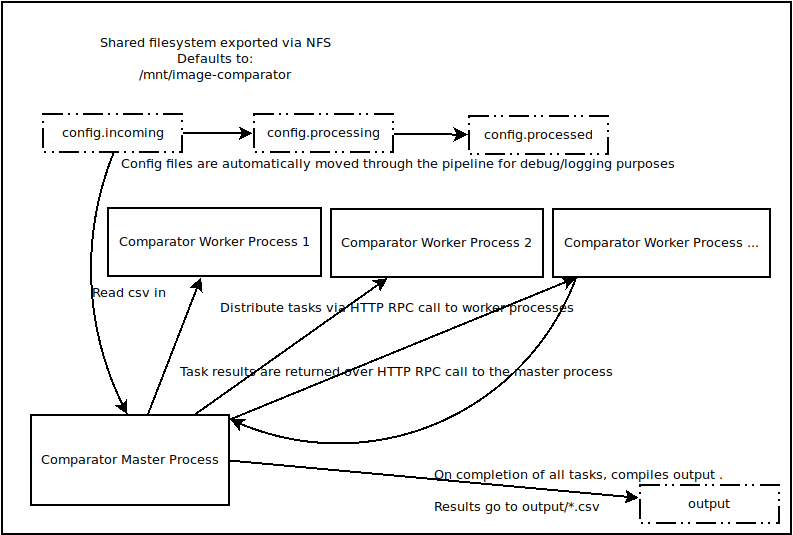 Shared filesystem exported via NFS
Defaults to:
/mnt/image-comparator
config.incoming
config.processing
config.processed
Config files are automatically moved through the pipeline for debug/logging purposes
Comparator Worker Process 1
Comparator Worker Process 2
Comparator Worker Process ...
Read csv in
Distribute tasks via HTTP RPC call to worker processes
Task results are returned over HTTP RPC call to the master process
Comparator Master Process
On completion of all tasks, compiles output .
Results go to output/*.csv
output